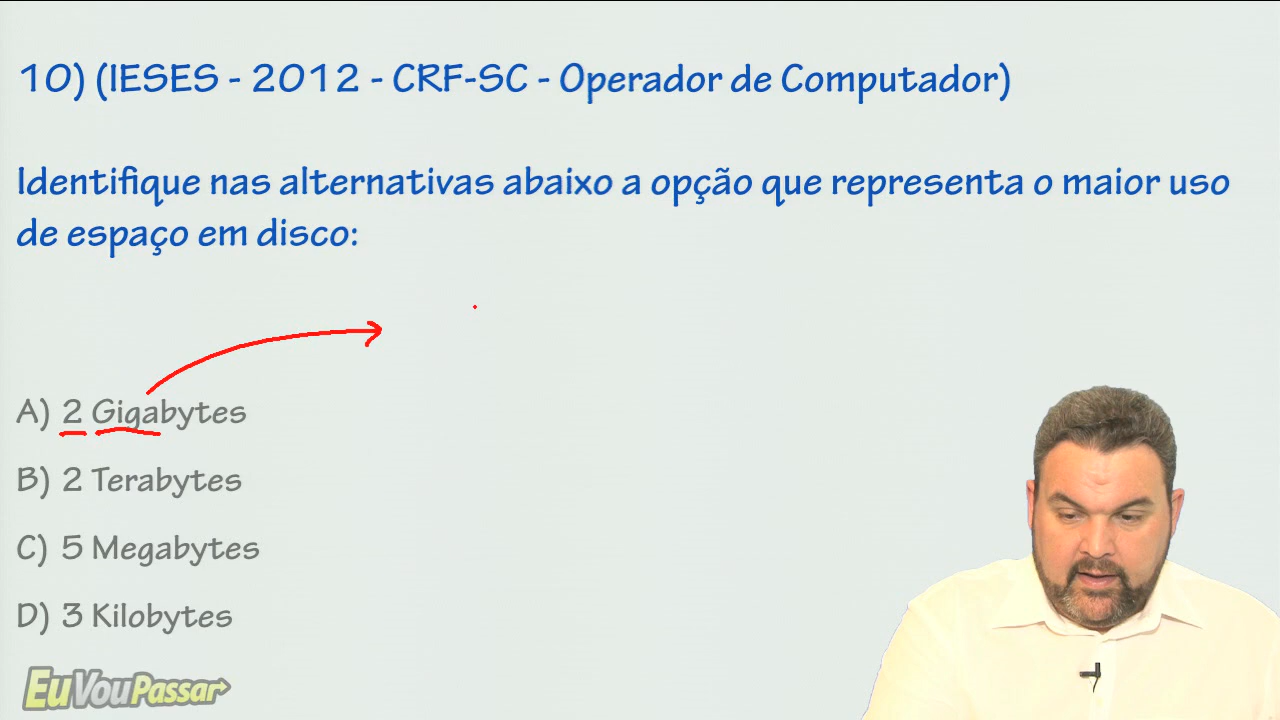 10) (IESES - 2012 - CRF-SC - Operador de Computador)
Identifique nas alternativas abaixo a opção que representa o maior uso
de espaço em disco:
A) 2 Gigabytes
B) 2 Terabytes
C) 5 Megabytes
D) 3 Kilobytes
EuVouPassar